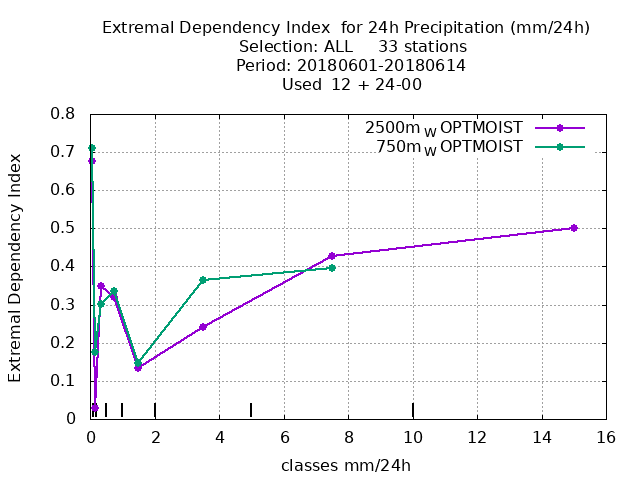 Extremal Dependency Index  for 24h Precipitation (mm/24h)
Selection: ALL     33 stations
Period: 20180601-20180614
Used  12 + 24-00
2500m W OPTMOIST
750m W OPTMOIST
Extremal Dependency Index
0.8
0.7
0.6
0.5
0.4
0.3
0.2
0.1
0
0 2 4 6 8 10 12 14 16
classes mm/24h